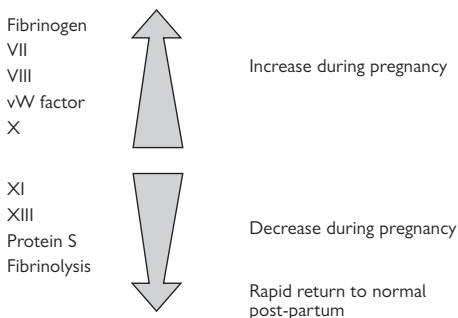 Fibrinogen
VII
VIII
vW factor
X
Increase during pregnancy
XI
XIII
Protein S
Fibrinolysis
Decrease during pregnancy
Rapid return to normal
post-partum